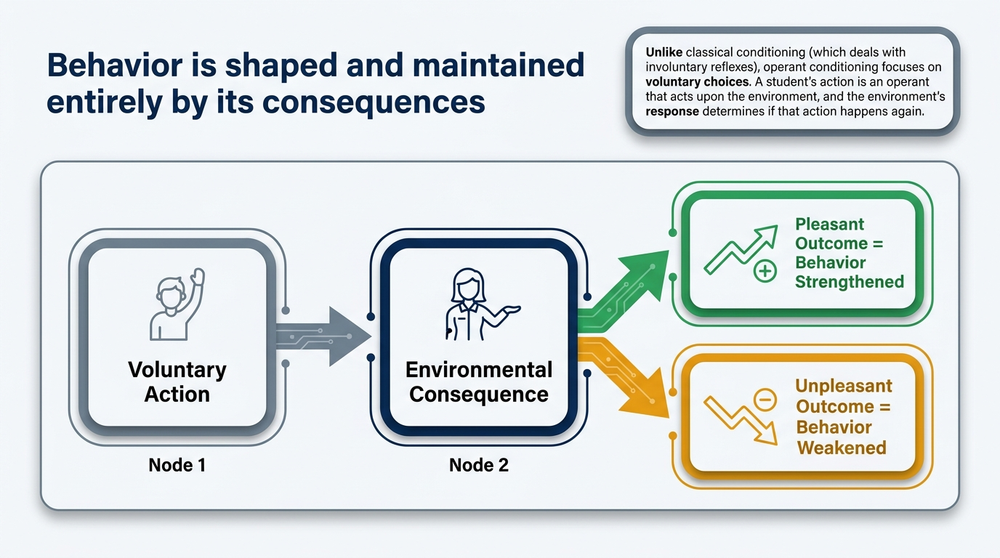 Behavior is shaped and maintained
entirely by its consequences
Unlike classical conditioning (which deals with
involuntary reflexes), operant conditioning focuses on
voluntary choices. A student's action is an operant
that acts upon the environment, and the environment's
response determines if that action happens again.
Voluntary
Action
Node 1
Environmental
Consequence
Node 2
Pleasant
Outcome =
Behavior
Strengthened
Unpleasant
Outcome =
Behavior
Weakened